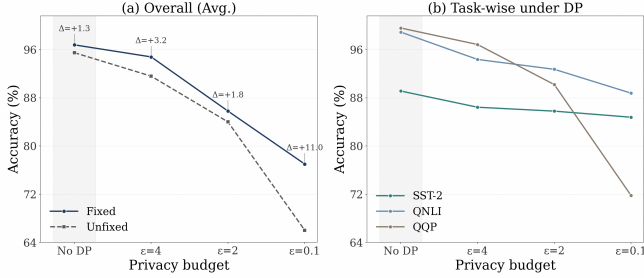 (a) Overall (Avg.)
Δ=+1.3
Δ=+3.2
Δ=+1.8
Δ=+11.0
96
88
80
72
64
Accuracy (%)
Fixed
Unfixed
No DP
ε=4
ε=2
ε=0.1
Privacy budget
(b) Task-wise under DP
96
88
80
72
64
Accuracy (%)
SST-2
QNLI
QQP
No DP
ε=4
ε=2
ε=0.1
Privacy budget